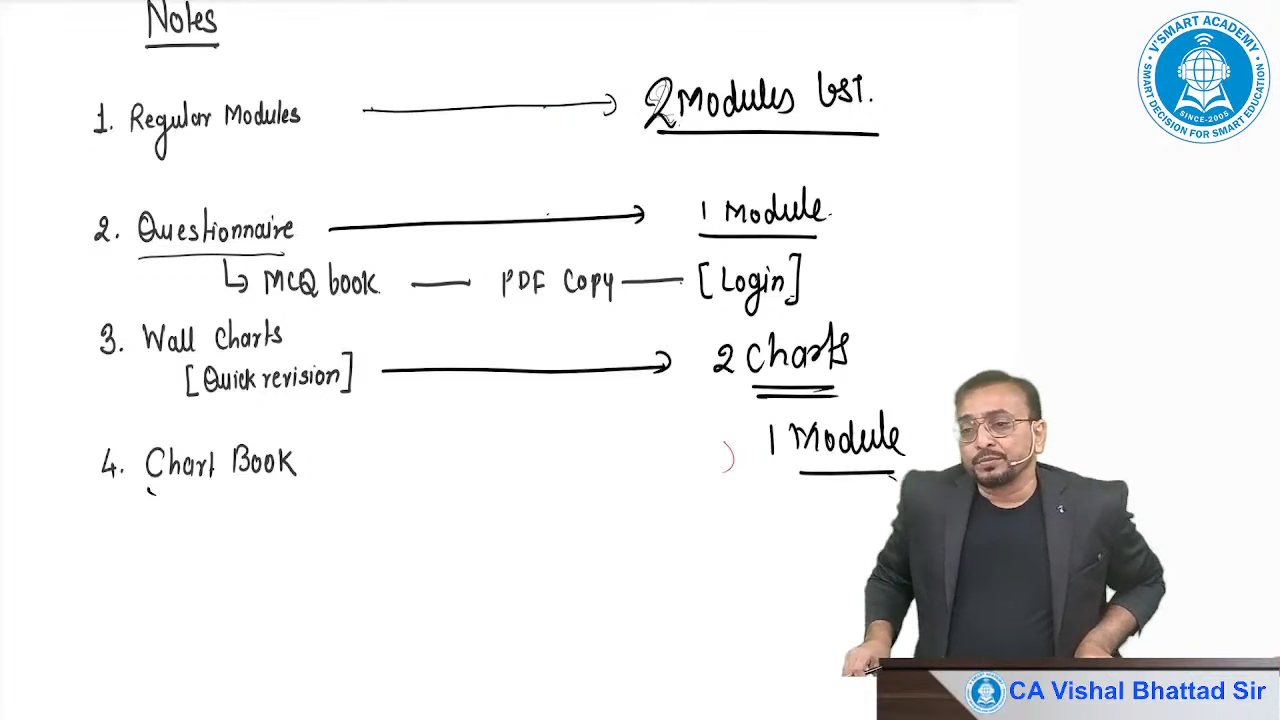 Notes
1. Regular Modules → 2 Modules GST.
2. Questionnaire → 1 Module.
↳ MCQ book — PDF Copy — [Login]
3. Wall Charts
[Quick revision] → 2 Charts
4. Chart Book 1 Module
V'SMART ACADEMY
SINCE-2005
SMART DECISION FOR SMART EDUCATION
CA Vishal Bhattad Sir